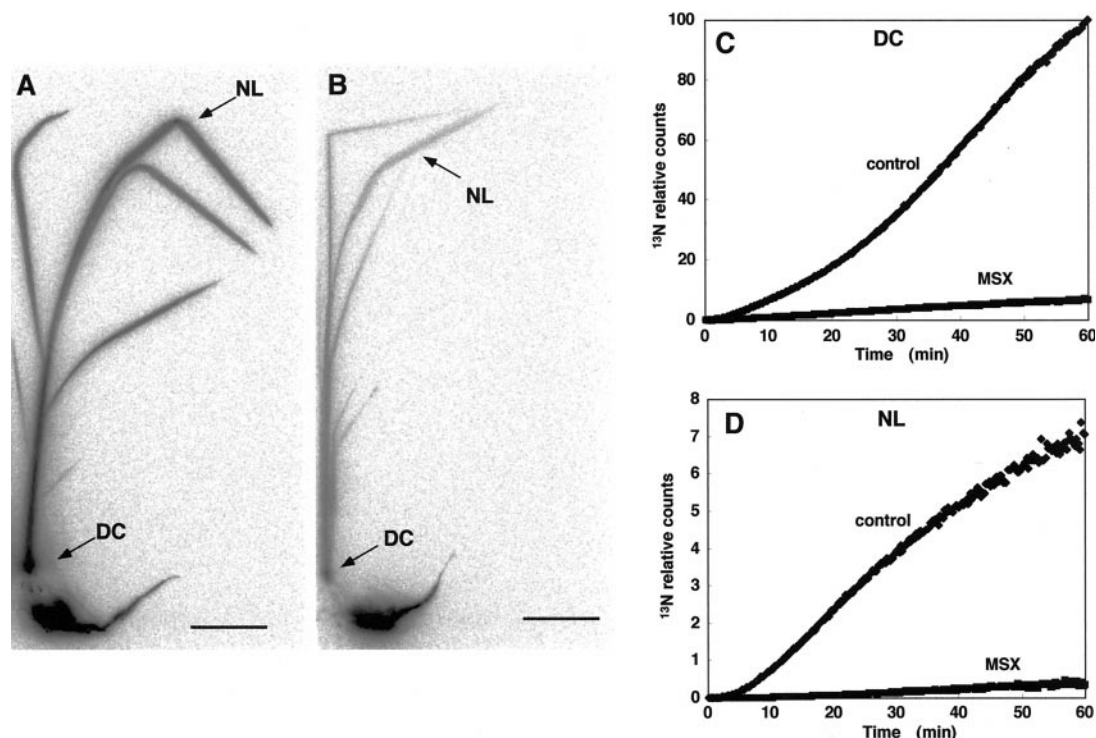 A
NL
DC
B
NL
DC
C
DC
100
80
60
40
20
0
13N relative counts
control
MSX
0 10 20 30 40 50 60
Time (min)
D
NL
8
7
6
5
4
3
2
1
0
13N relative counts
control
MSX
0 10 20 30 40 50 60
Time (min)